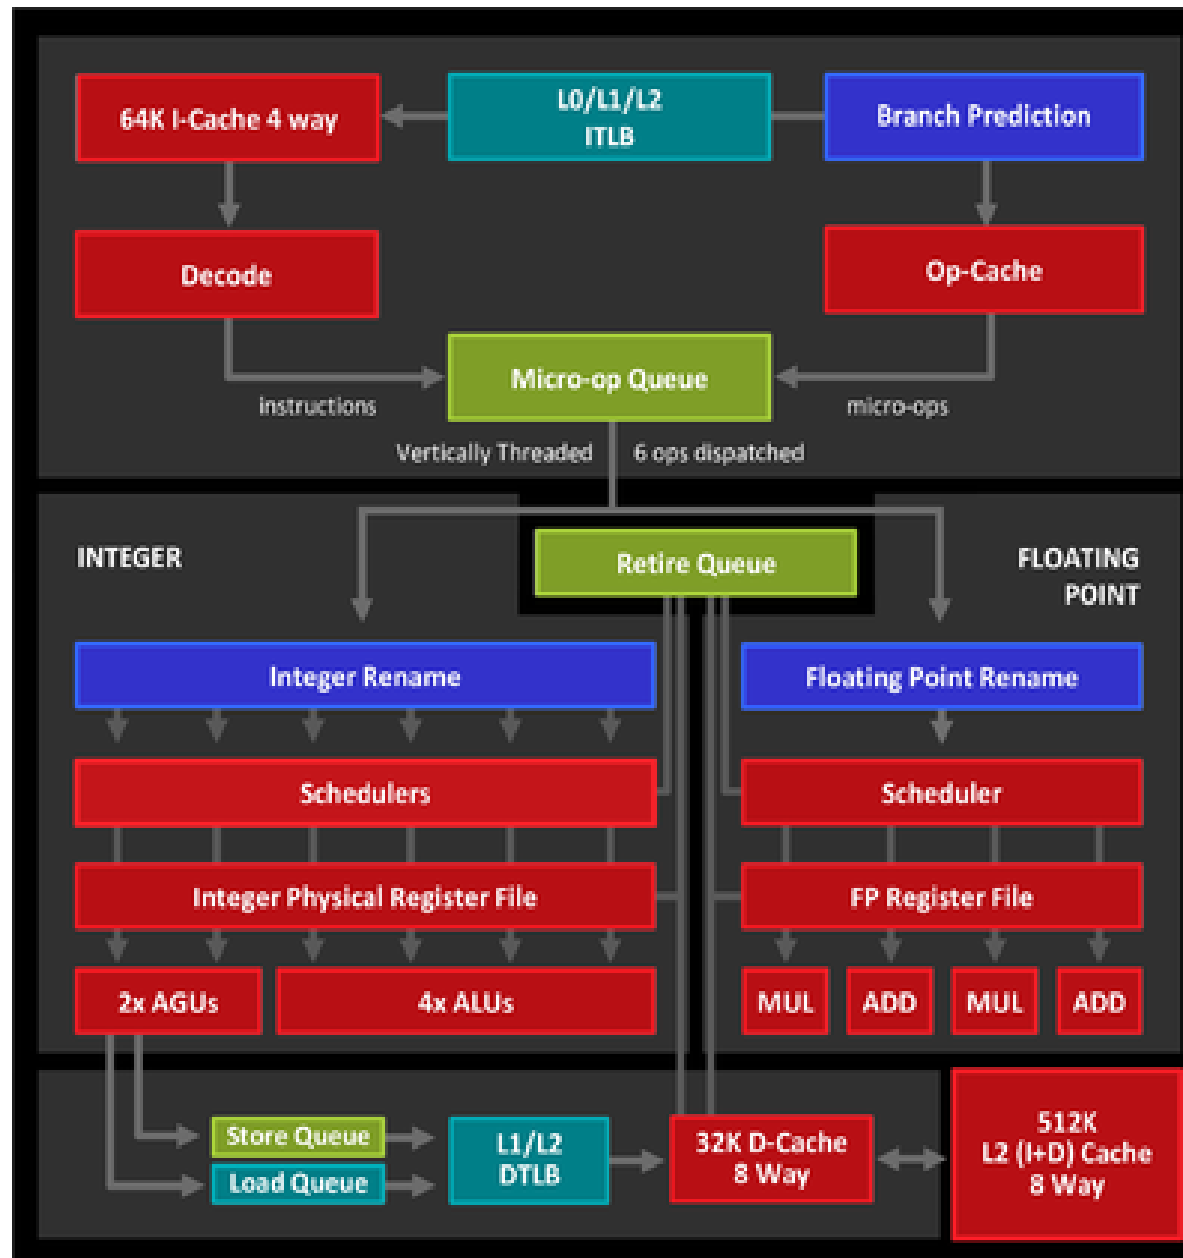 64K I-Cache 4 way
L0/L1/L2
ITLB
Branch Prediction
Decode
Op-Cache
Micro-op Queue
instructions
micro-ops
Vertically Threaded
6 ops dispatched
INTEGER
Retire Queue
FLOATING
POINT
Integer Rename
Floating Point Rename
Schedulers
Scheduler
Integer Physical Register File
FP Register File
2x AGUs
4x ALUs
MUL
ADD
MUL
ADD
Store Queue
Load Queue
L1/L2
DTLB
32K D-Cache
8 Way
512K
L2 (I+D) Cache
8 Way